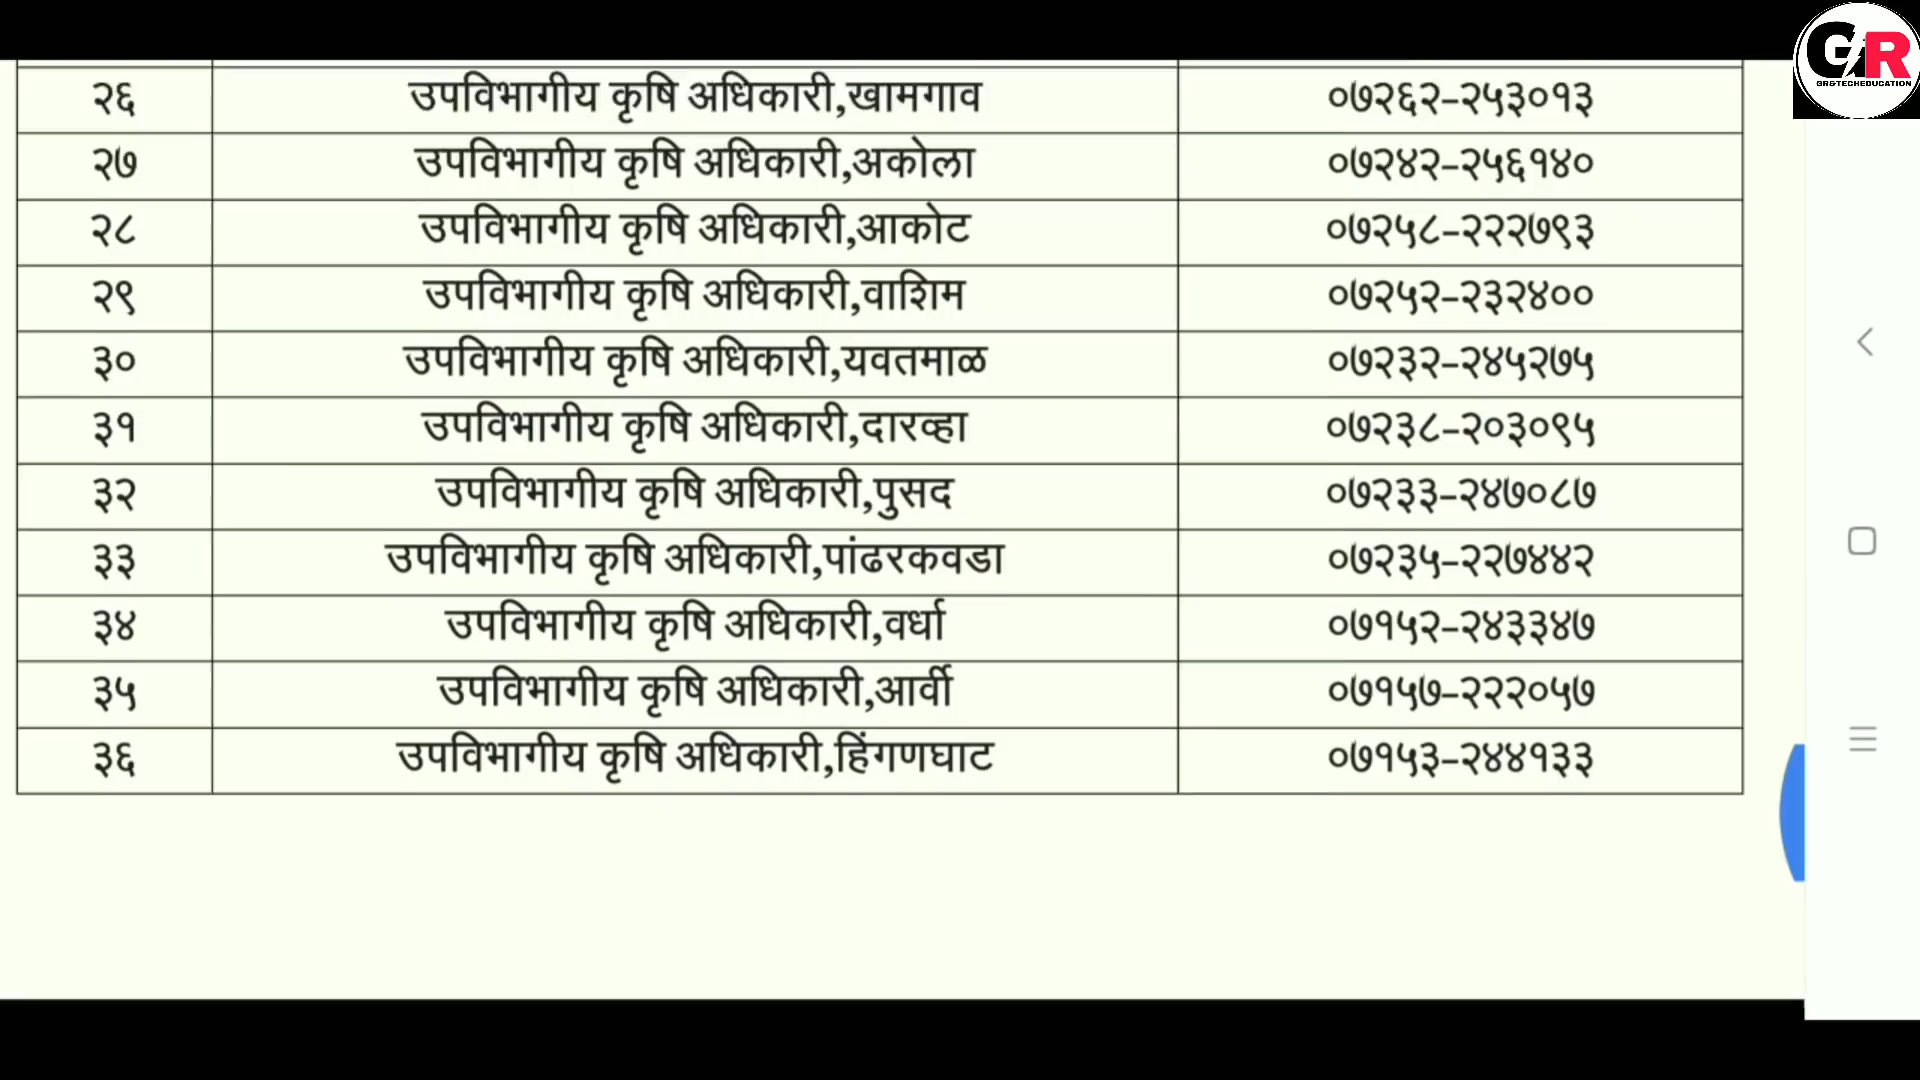 GR
GR&TECHEDUCATION
२६ उपविभागीय कृषि अधिकारी,खामगाव ०७२६२-२५३०१३
२७ उपविभागीय कृषि अधिकारी,अकोला ०७२४२-२५६१४०
२८ उपविभागीय कृषि अधिकारी,आकोट ०७२५८-२२२७९३
२९ उपविभागीय कृषि अधिकारी,वाशिम ०७२५२-२३२४००
३० उपविभागीय कृषि अधिकारी,यवतमाळ ०७२३२-२४५२७५
३१ उपविभागीय कृषि अधिकारी,दारव्हा ०७२३८-२०३०९५
३२ उपविभागीय कृषि अधिकारी,पुसद ०७२३३-२४७०८७
३३ उपविभागीय कृषि अधिकारी,पांढरकवडा ०७२३५-२२७४४२
३४ उपविभागीय कृषि अधिकारी,वर्धा ०७१५२-२४३३४७
३५ उपविभागीय कृषि अधिकारी,आर्वी ०७१५७-२२२०५७
३६ उपविभागीय कृषि अधिकारी,हिंगणघाट ०७१५३-२४४१३३